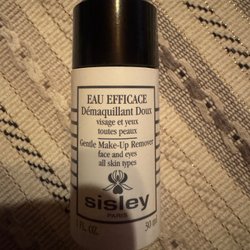 EAU EFFICACE
Démaquillant Doux
visage et yeux
toutes peaux
Gentle Make-Up Remover
face and eyes
all skin types
sisley
PARIS
1 FL. OZ. 30 ml